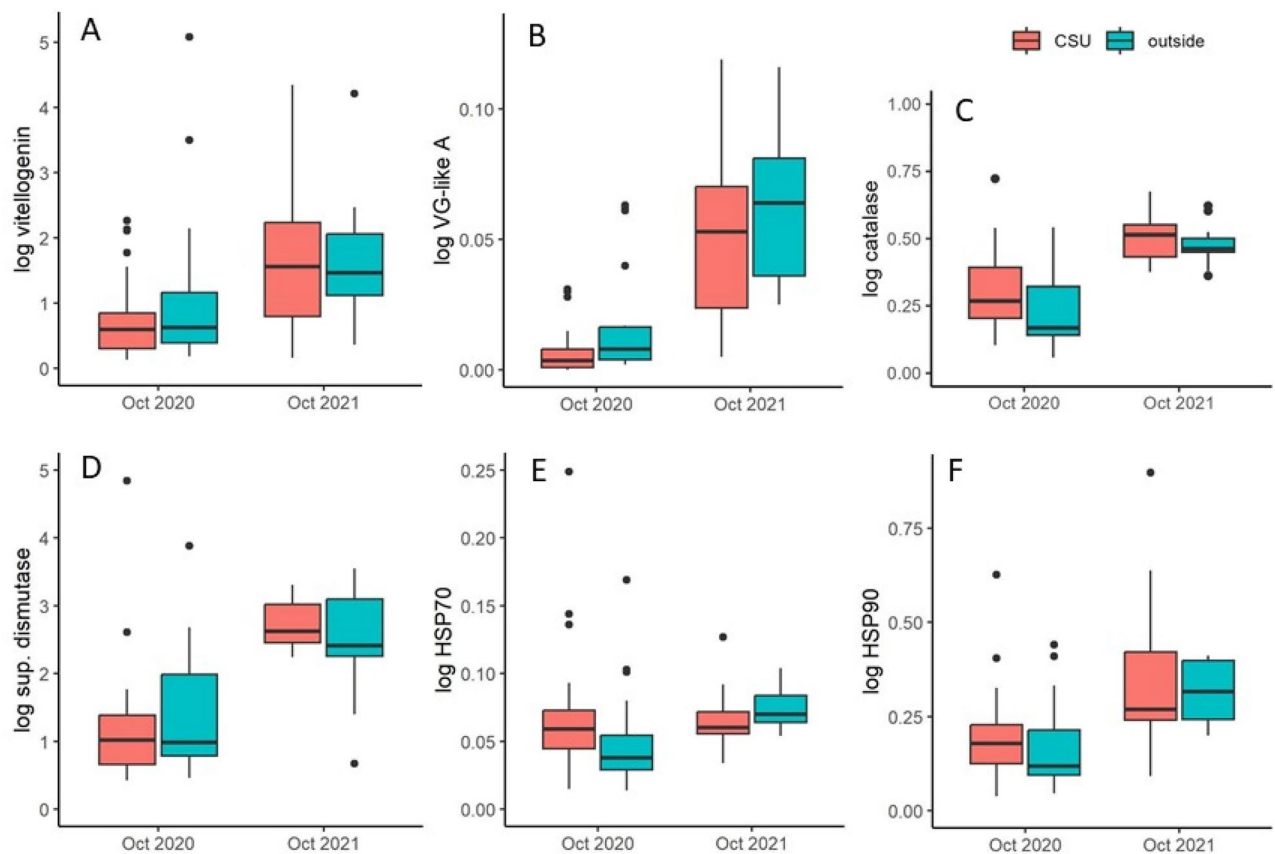 A
B
CSU outside
C
log vitellogenin
5
4
3
2
1
0
Oct 2020 Oct 2021
log VG-like A
0.10
0.05
0.00
Oct 2020 Oct 2021
log catalase
1.00
0.75
0.50
0.25
0.00
Oct 2020 Oct 2021
D
log sup. dismutase
5
4
3
2
1
0
Oct 2020 Oct 2021
E
log HSP70
0.25
0.20
0.15
0.10
0.05
0.00
Oct 2020 Oct 2021
F
log HSP90
0.75
0.50
0.25
0.00
Oct 2020 Oct 2021